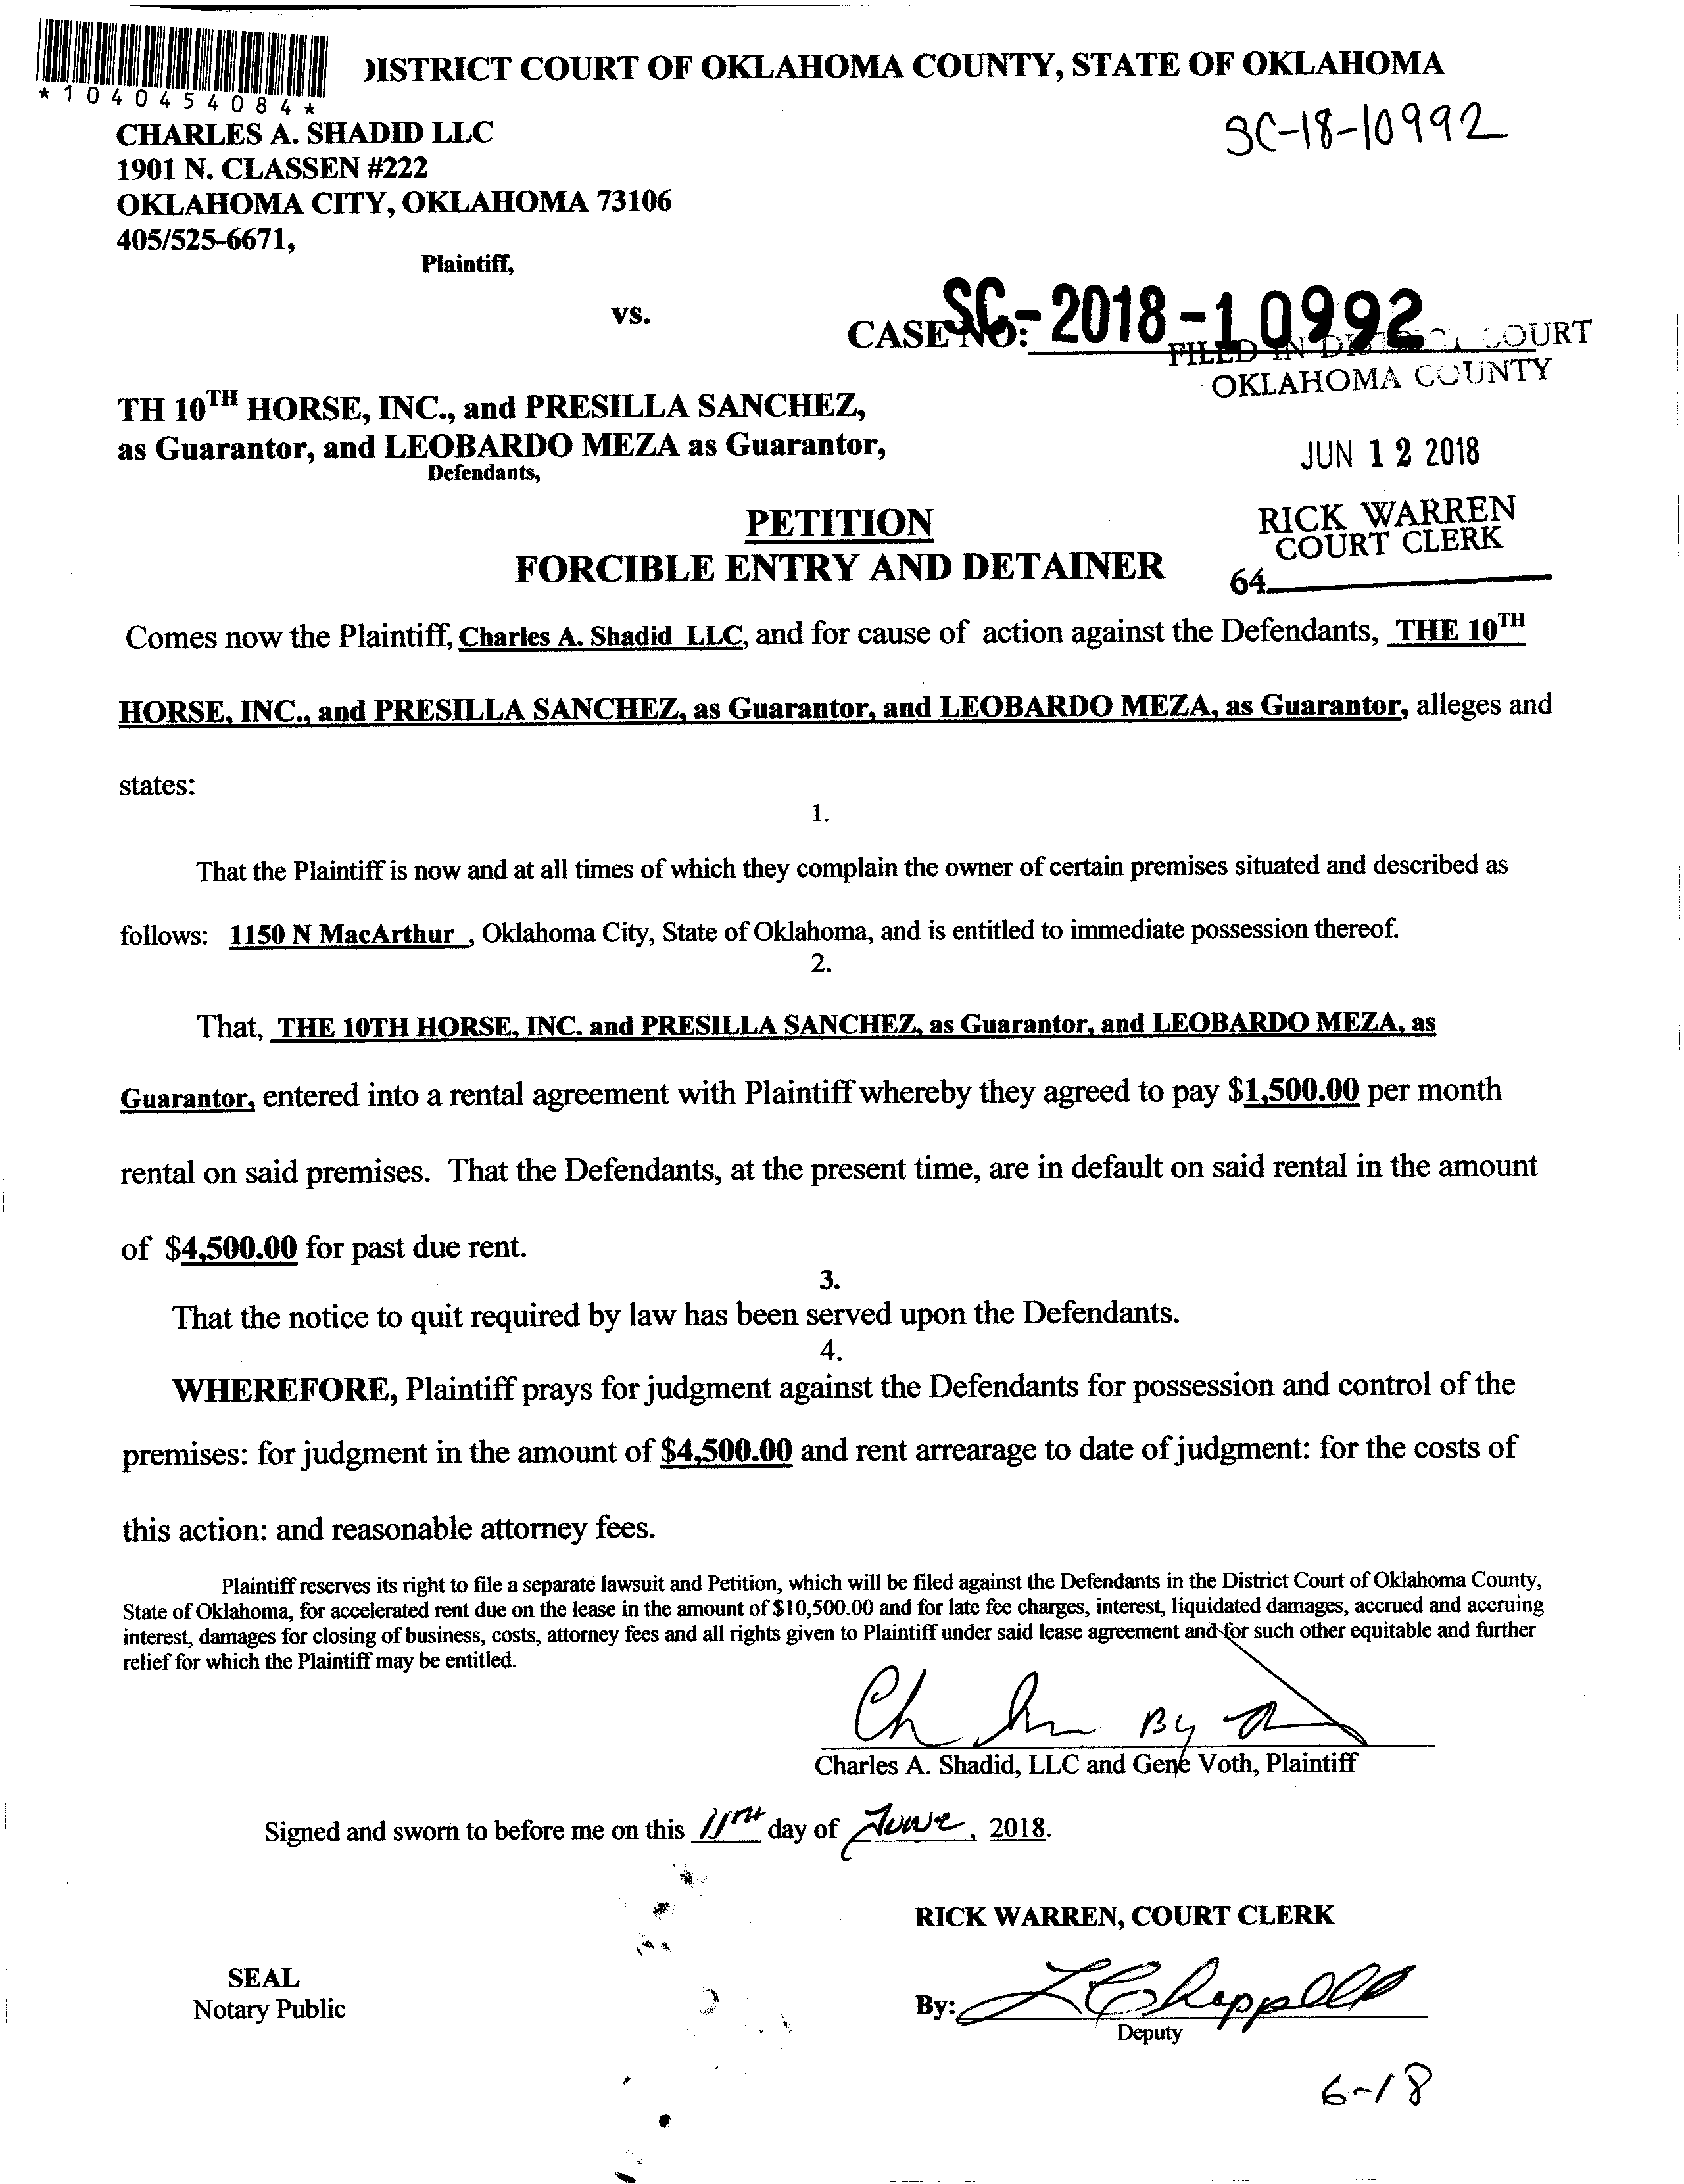 )ISTRICT COURT OF OKLAHOMA COUNTY, STATE OF OKLAHOMA
*1040454084*
SC-18-10992
CHARLES A. SHADID LLC
1901 N. CLASSEN #222
OKLAHOMA CITY, OKLAHOMA 73106
405/525-6671,
Plaintiff,
vs.
CASE NO: SC-2018-10992
FILED IN DISTRICT COURT
OKLAHOMA COUNTY
TH 10TH HORSE, INC., and PRESILLA SANCHEZ,
as Guarantor, and LEOBARDO MEZA as Guarantor,
Defendants,
JUN 12 2018
PETITION
FORCIBLE ENTRY AND DETAINER
RICK WARREN
COURT CLERK
64
Comes now the Plaintiff, Charles A. Shadid LLC, and for cause of action against the Defendants, THE 10TH
HORSE, INC., and PRESILLA SANCHEZ, as Guarantor, and LEOBARDO MEZA, as Guarantor, alleges and
states:
1.
That the Plaintiff is now and at all times of which they complain the owner of certain premises situated and described as
follows: 1150 N MacArthur , Oklahoma City, State of Oklahoma, and is entitled to immediate possession thereof.
2.
That, THE 10TH HORSE, INC. and PRESILLA SANCHEZ, as Guarantor, and LEOBARDO MEZA, as
Guarantor, entered into a rental agreement with Plaintiff whereby they agreed to pay $1,500.00 per month
rental on said premises. That the Defendants, at the present time, are in default on said rental in the amount
of $4,500.00 for past due rent.
3.
That the notice to quit required by law has been served upon the Defendants.
4.
WHEREFORE, Plaintiff prays for judgment against the Defendants for possession and control of the
premises: for judgment in the amount of $4,500.00 and rent arrearage to date of judgment: for the costs of
this action: and reasonable attorney fees.
Plaintiff reserves its right to file a separate lawsuit and Petition, which will be filed against the Defendants in the District Court of Oklahoma County,
State of Oklahoma, for accelerated rent due on the lease in the amount of $10,500.00 and for late fee charges, interest, liquidated damages, accrued and accruing
interest, damages for closing of business, costs, attorney fees and all rights given to Plaintiff under said lease agreement and for such other equitable and further
relief for which the Plaintiff may be entitled.
By
Charles A. Shadid, LLC and Gene Voth, Plaintiff
Signed and sworn to before me on this 11TH day of June, 2018.
RICK WARREN, COURT CLERK
SEAL
Notary Public
By: L Chappell
Deputy
6-18